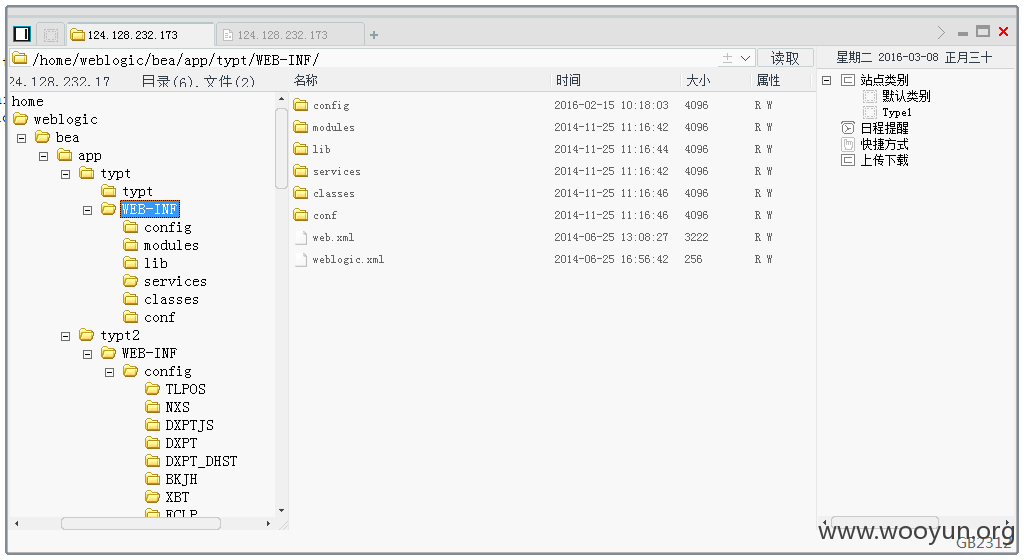 124.128.232.173
124.128.232.173
+
/home/weblogic/bea/app/typt/WEB-INF/
读取
星期二 2016-03-08 正月三十
24.128.232.17 目录(6),文件(2)
名称 时间 大小 属性
home
weblogic
bea
app
typt
typt
WEB-INF
config
modules
lib
services
classes
conf
typt2
WEB-INF
config
TLPOS
NXS
DXPTJS
DXPT
DXPT_DHST
BKJH
XBT
config 2016-02-15 10:18:03 4096 R W
modules 2014-11-25 11:16:42 4096 R W
lib 2014-11-25 11:16:44 4096 R W
services 2014-11-25 11:16:42 4096 R W
classes 2014-11-25 11:16:46 4096 R W
conf 2014-11-25 11:16:46 4096 R W
web.xml 2014-06-25 13:08:27 3222 R W
weblogic.xml 2014-06-25 16:56:42 256 R W
站点类别
默认类别
Type1
日程提醒
快捷方式
上传下载
www.wooyun.org
GB2312